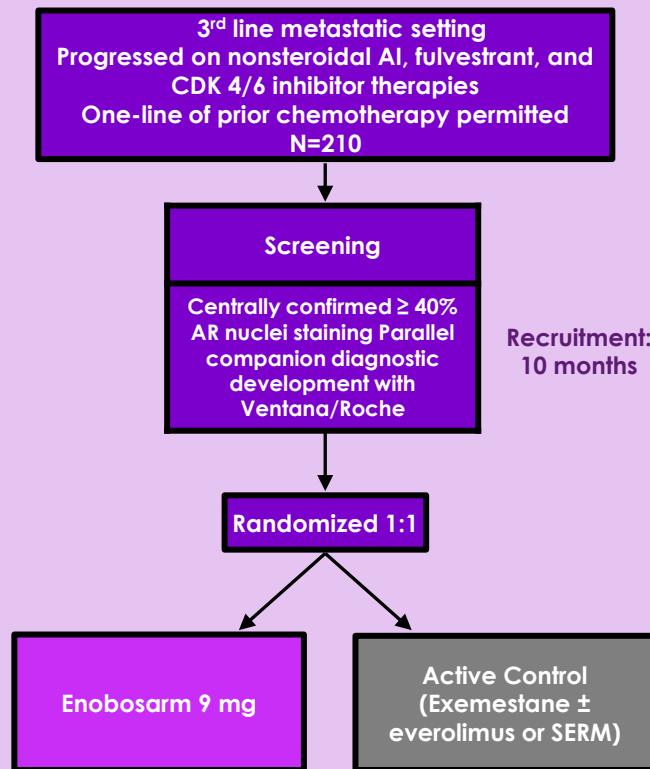 3rd line metastatic setting
Progressed on nonsteroidal AI, fulvestrant, and
CDK 4/6 inhibitor therapies
One-line of prior chemotherapy permitted
N=210
Screening
Centrally confirmed ≥ 40%
AR nuclei staining Parallel
companion diagnostic
development with
Ventana/Roche
Recruitment:
10 months
Randomized 1:1
Enobosarm 9 mg
Active Control
(Exemestane ±
everolimus or SERM)